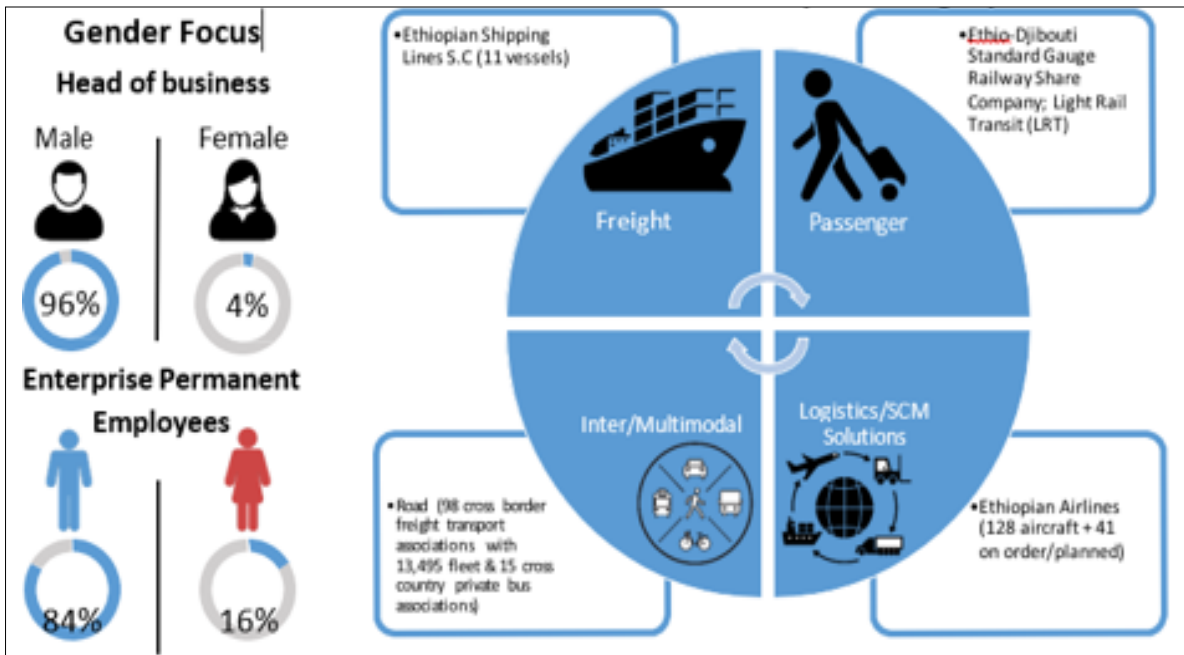 Gender Focus
Head of business
Male
Female
96%
4%
Enterprise Permanent
Employees
84%
16%
•Ethiopian Shipping
Lines S.C (11 vessels)
Freight
Passenger
•Ethio-Djibouti
Standard Gauge
Railway Share
Company; Light Rail
Transit (LRT)
Inter/Multimodal
Logistics/SCM
Solutions
•Road (98 cross border
freight transport
associations with
13,495 fleet & 15 cross
country private bus
associations)
•Ethiopian Airlines
(128 aircraft + 41
on order/planned)